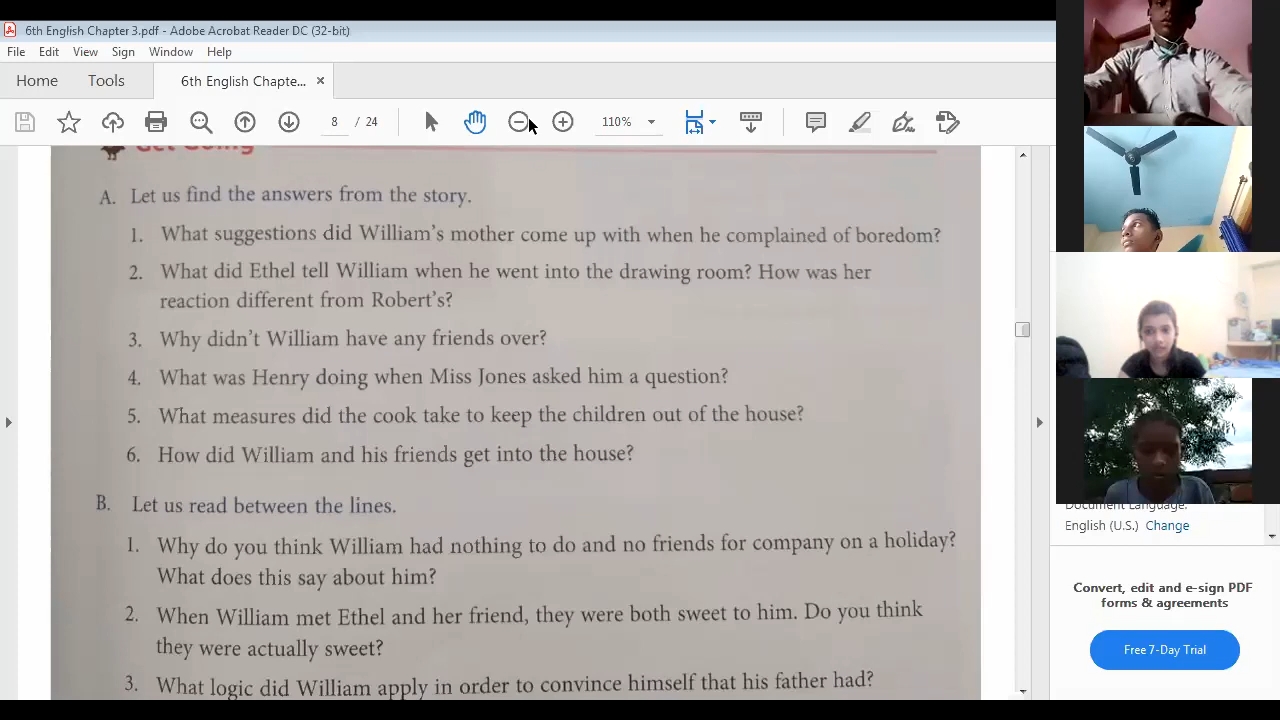 6th English Chapter 3.pdf - Adobe Acrobat Reader DC (32-bit)
File Edit View Sign Window Help
Home Tools 6th English Chapte... ×
8 / 24 110%
Get Going
A. Let us find the answers from the story.
1. What suggestions did William's mother come up with when he complained of boredom?
2. What did Ethel tell William when he went into the drawing room? How was her
reaction different from Robert's?
3. Why didn't William have any friends over?
4. What was Henry doing when Miss Jones asked him a question?
5. What measures did the cook take to keep the children out of the house?
6. How did William and his friends get into the house?
B. Let us read between the lines.
1. Why do you think William had nothing to do and no friends for company on a holiday?
What does this say about him?
2. When William met Ethel and her friend, they were both sweet to him. Do you think
they were actually sweet?
3. What logic did William apply in order to convince himself that his father had?
Document Language:
English (U.S.) Change
Convert, edit and e-sign PDF
forms & agreements
Free 7-Day Trial